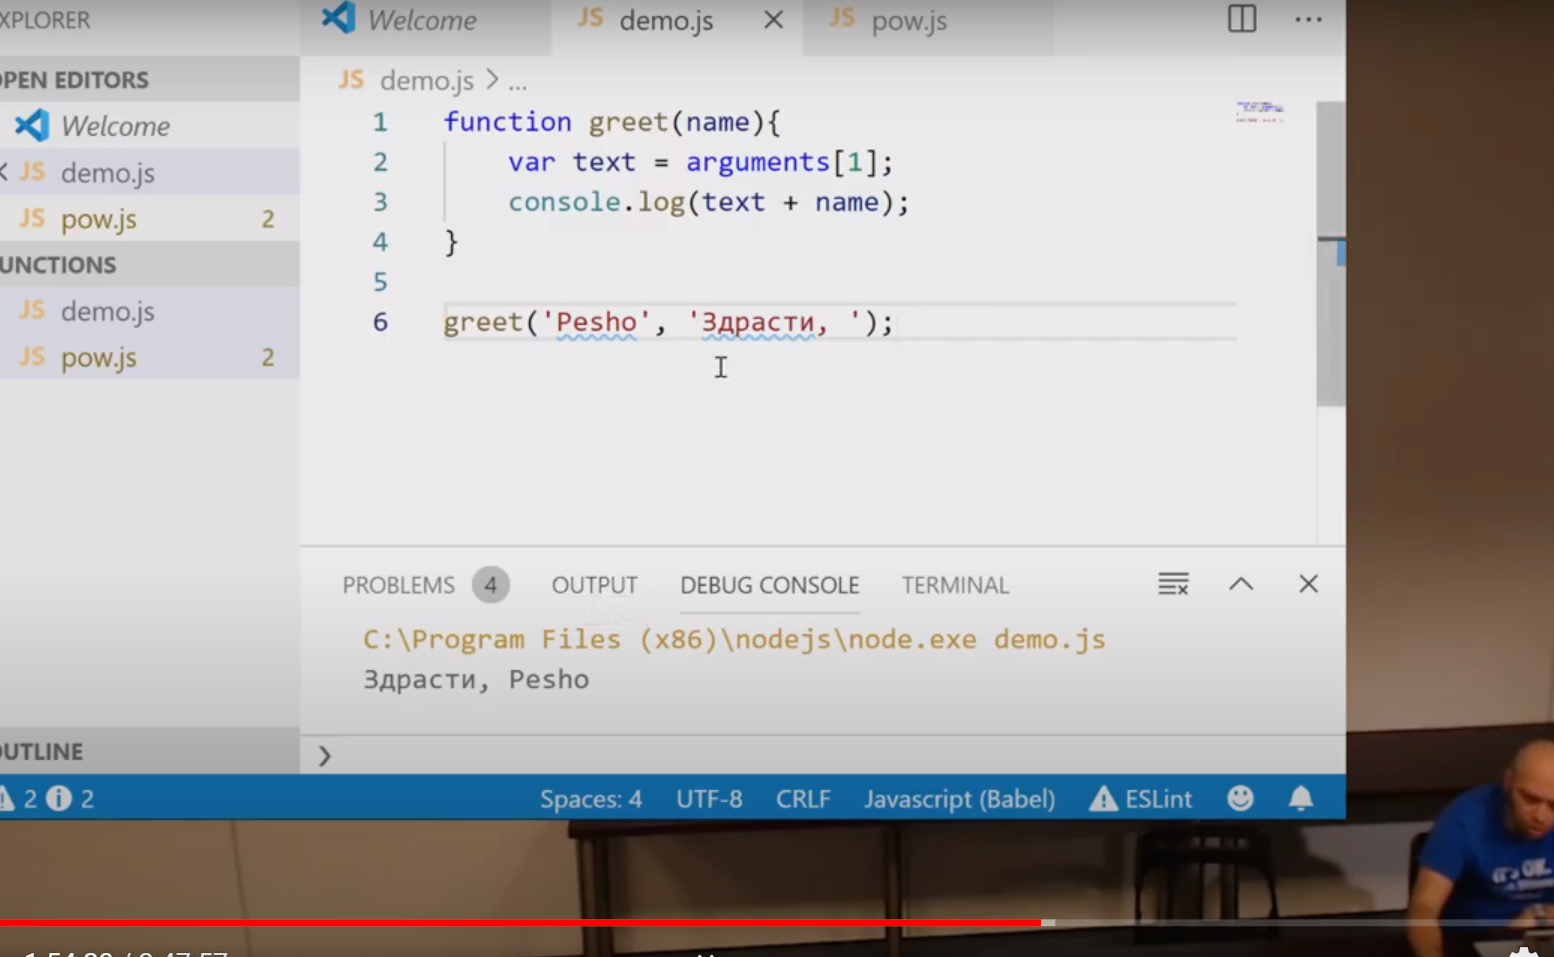 XPLORER
Welcome
JS demo.js
JS pow.js
OPEN EDITORS
Welcome
JS demo.js
JS pow.js 2
UNCTIONS
JS demo.js
JS pow.js 2
OUTLINE
JS demo.js > ...
1 function greet(name){
2 var text = arguments[1];
3 console.log(text + name);
4 }
5
6 greet('Pesho', 'Здрасти, ');
PROBLEMS 4 OUTPUT DEBUG CONSOLE TERMINAL
C:\Program Files (x86)\nodejs\node.exe demo.js
Здрасти, Pesho
2 2 Spaces: 4 UTF-8 CRLF Javascript (Babel) ESLint
IT'S OK.